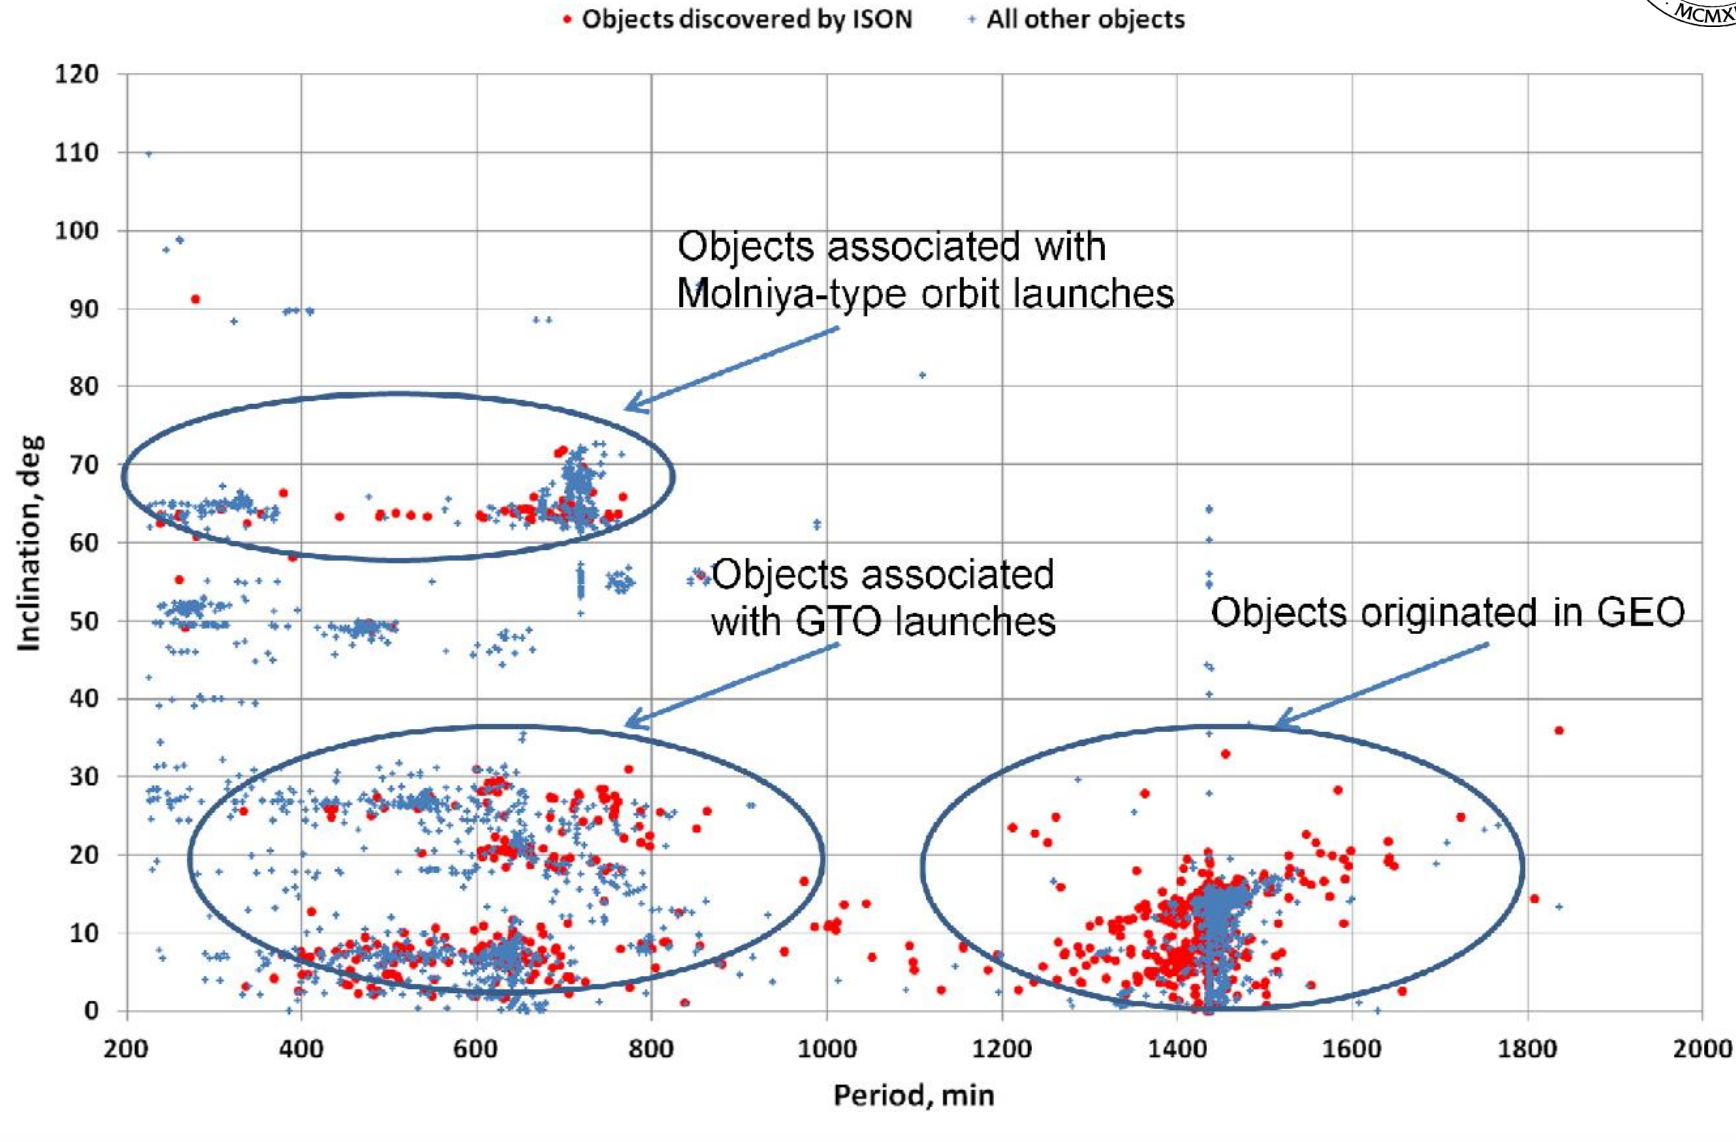 Objects discovered by ISON
All other objects
MCMX
120
110
100
90
80
70
60
50
40
30
20
10
0
Inclination, deg
Objects associated with
Molniya-type orbit launches
Objects associated
with GTO launches
Objects originated in GEO
200 400 600 800 1000 1200 1400 1600 1800 2000
Period, min